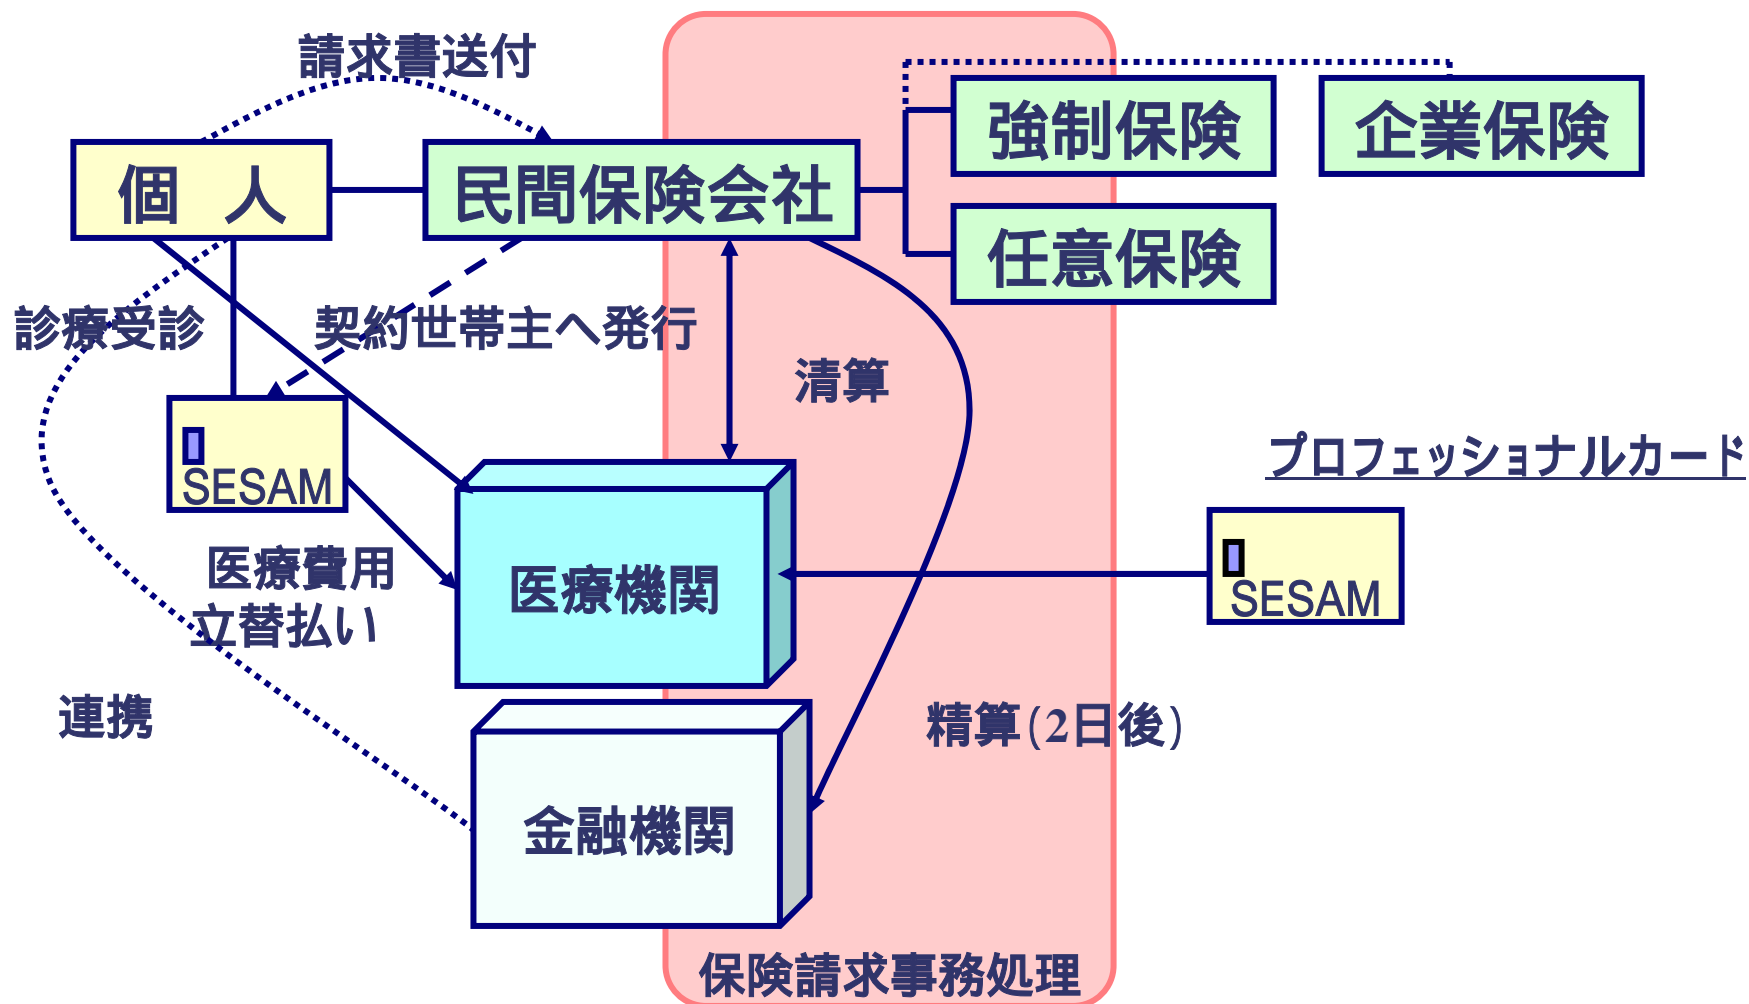 請求書送付
強制保険
企業保険
個 人
民間保険会社
任意保険
診療受診
契約世帯主へ発行
清算
プロフェッショナルカード
SESAM
医療費用
立替払い
医療機関
SESAM
連携
精算(2日後)
金融機関
保険請求事務処理